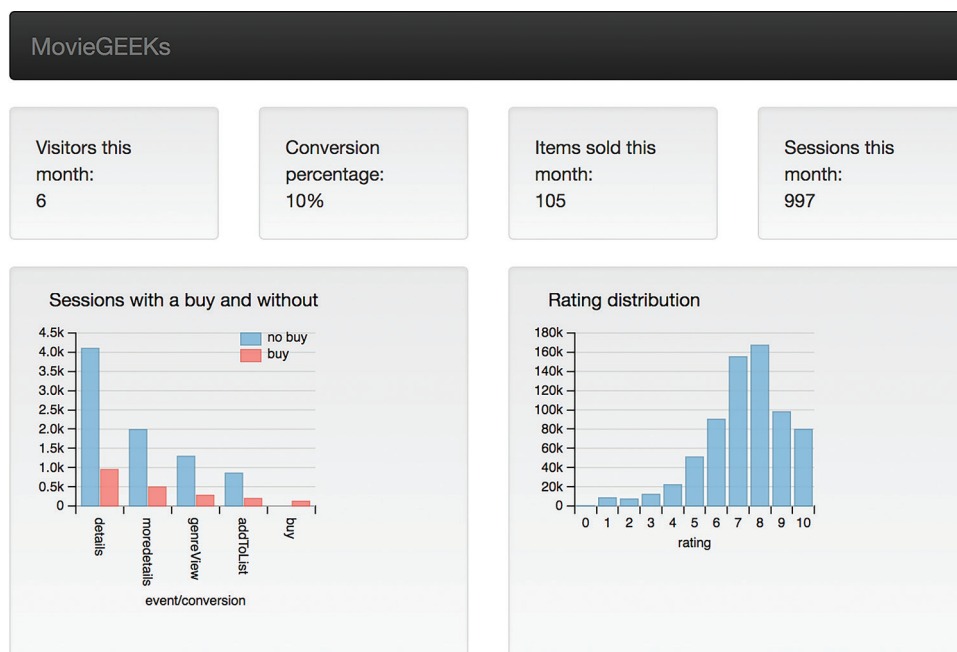 MovieGEEKs
Visitors this
month:
6
Conversion
percentage:
10%
Items sold this
month:
105
Sessions this
month:
997
Sessions with a buy and without
4.5k
4.0k
3.5k
3.0k
2.5k
2.0k
1.5k
1.0k
0.5k
0
no buy
buy
details
moredetails
genreView
addToList
buy
event/conversion
Rating distribution
180k
160k
140k
120k
100k
80k
60k
40k
20k
0
0 1 2 3 4 5 6 7 8 9 10
rating